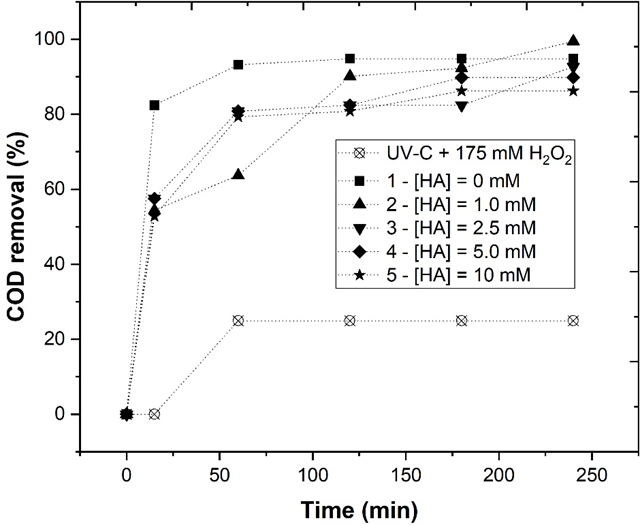 100
80
60
40
20
0
COD removal (%)
UV-C + 175 mM H₂O₂
1 - [HA] = 0 mM
2 - [HA] = 1.0 mM
3 - [HA] = 2.5 mM
4 - [HA] = 5.0 mM
5 - [HA] = 10 mM
0 50 100 150 200 250
Time (min)